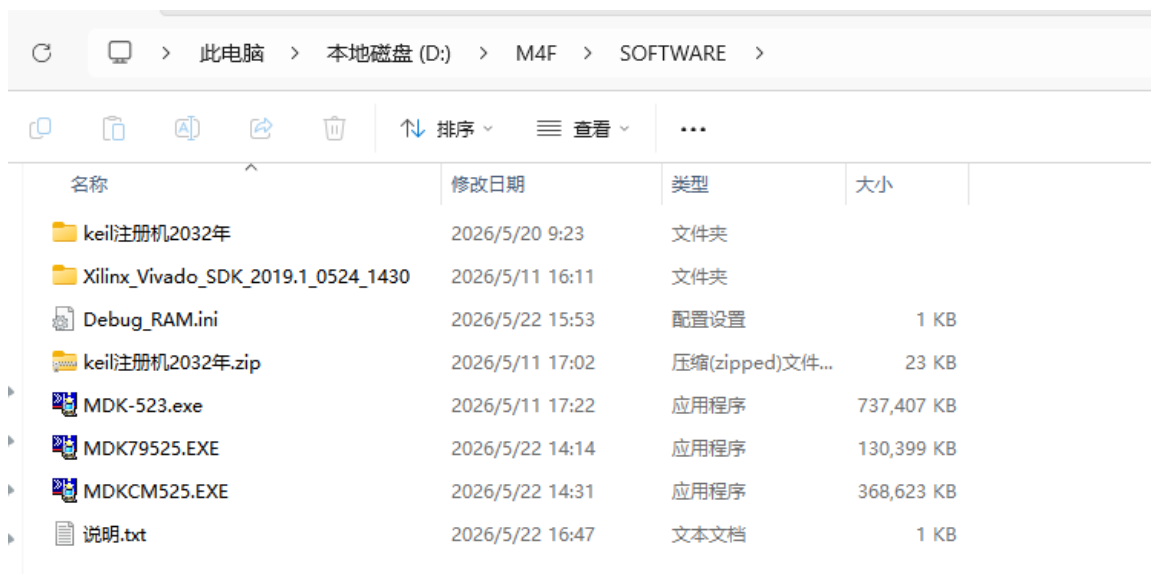 此电脑 > 本地磁盘 (D:) > M4F > SOFTWARE >
排序 查看 ...
名称 修改日期 类型 大小
keil注册机2032年 2026/5/20 9:23 文件夹
Xilinx_Vivado_SDK_2019.1_0524_1430 2026/5/11 16:11 文件夹
Debug_RAM.ini 2026/5/22 15:53 配置设置 1 KB
keil注册机2032年.zip 2026/5/11 17:02 压缩(zipped)文件... 23 KB
MDK-523.exe 2026/5/11 17:22 应用程序 737,407 KB
MDK79525.EXE 2026/5/22 14:14 应用程序 130,399 KB
MDKCM525.EXE 2026/5/22 14:31 应用程序 368,623 KB
说明.txt 2026/5/22 16:47 文本文档 1 KB